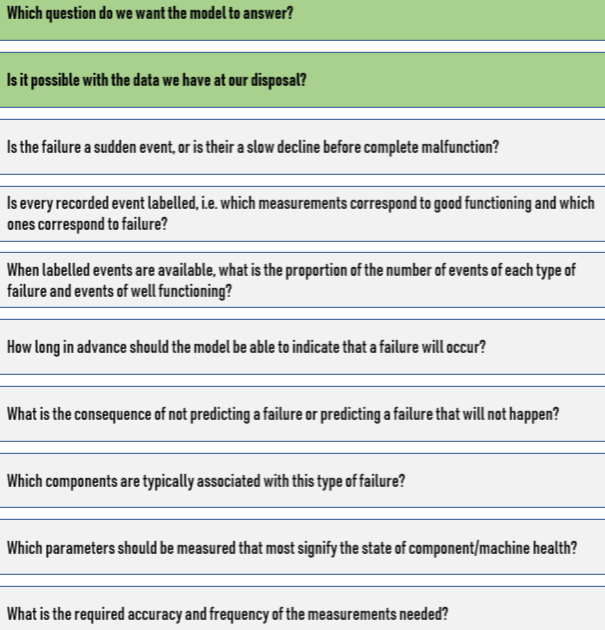 Which question do we want the model to answer?
Is it possible with the data we have at our disposal?
Is the failure a sudden event, or is their a slow decline before complete malfunction?
Is every recorded event labelled, i.e. which measurements correspond to good functioning and which
ones correspond to failure?
When labelled events are available, what is the proportion of the number of events of each type of
failure and events of well functioning?
How long in advance should the model be able to indicate that a failure will occur?
What is the consequence of not predicting a failure or predicting a failure that will not happen?
Which components are typically associated with this type of failure?
Which parameters should be measured that most signify the state of component/machine health?
What is the required accuracy and frequency of the measurements needed?